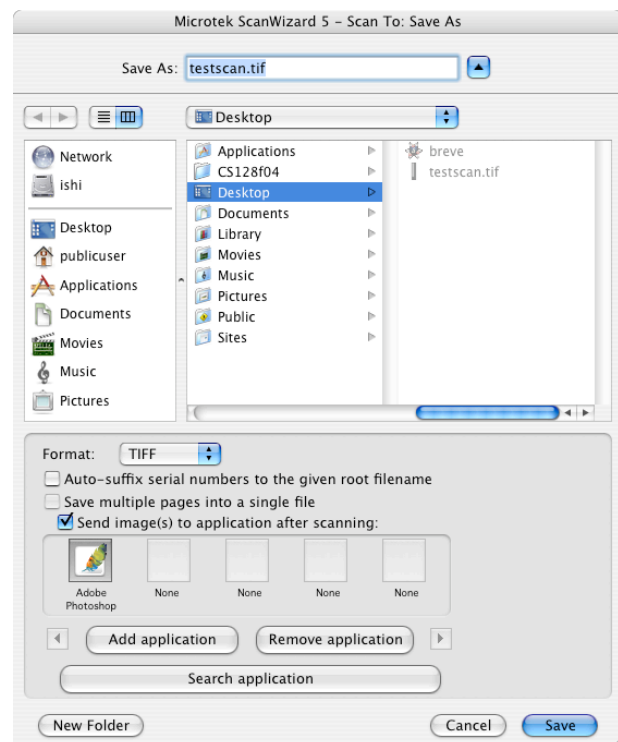 Microtek ScanWizard 5 – Scan To: Save As
Save As: testscan.tif
Desktop
Network
ishi
Desktop
publicuser
Applications
Documents
Movies
Music
Pictures
Applications
CS128f04
Desktop
Documents
Library
Movies
Music
Pictures
Public
Sites
breve
testscan.tif
Format: TIFF
Auto-suffix serial numbers to the given root filename
Save multiple pages into a single file
Send image(s) to application after scanning:
Adobe Photoshop
None
None
None
None
Add application
Remove application
Search application
New Folder
Cancel
Save